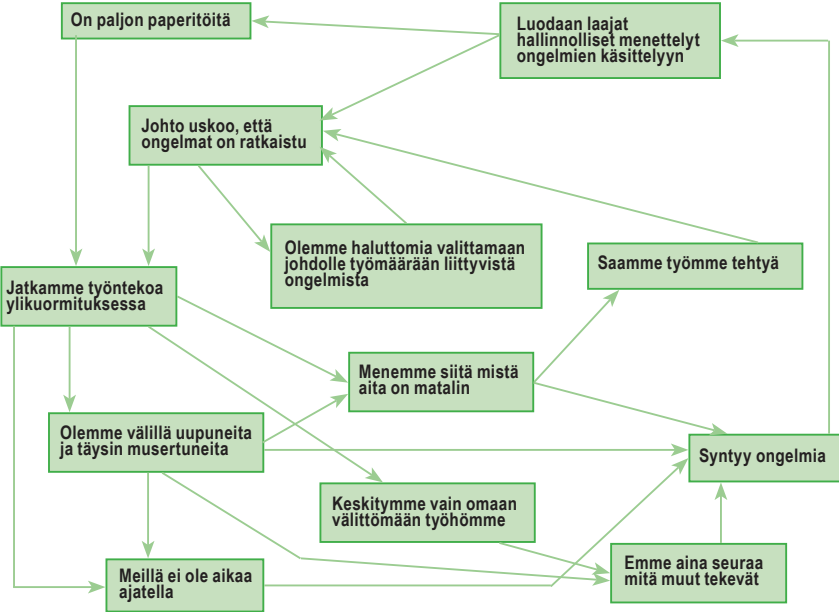 On paljon paperitöitä
Luodaan laajat
hallinnolliset menettelyt
ongelmien käsittelyyn
Johto uskoo, että
ongelmat on ratkaistu
Olemme haluttomia valittamaan
johdolle työmäärään liittyvistä
ongelmista
Saamme työmme tehtyä
Jatkamme työntekoa
ylikuormituksessa
Menemme siitä mistä
aita on matalin
Olemme välillä uupuneita
ja täysin musertuneita
Syntyy ongelmia
Keskitymme vain omaan
välittömään työhömme
Meillä ei ole aikaa
ajatella
Emme aina seuraa
mitä muut tekevät